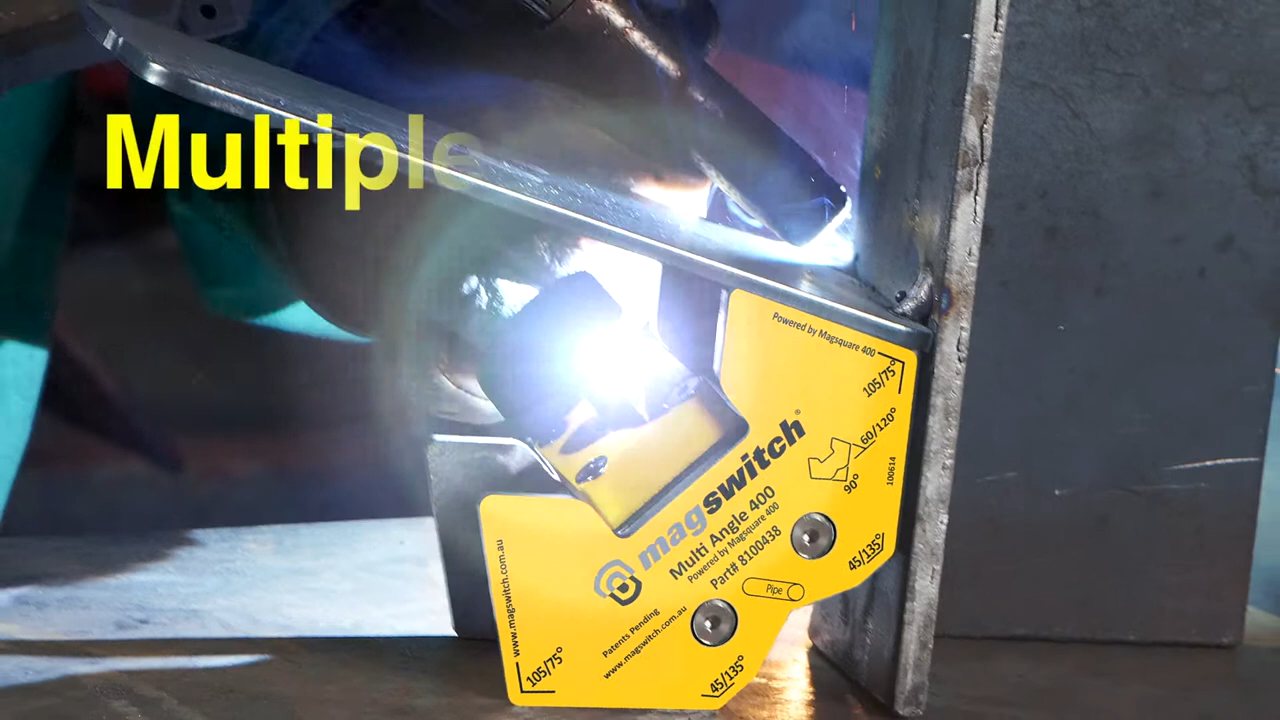 Multiple
Powered by Magsquare 400
105/75°
60/120°
90°
100614
45/135°
magswitch®
Multi Angle 400
Powered by Magsquare 400
Part# 8100438
Pipe
Patents Pending
www.magswitch.com.au
www.magswitch.com.au
105/75°
45/135°